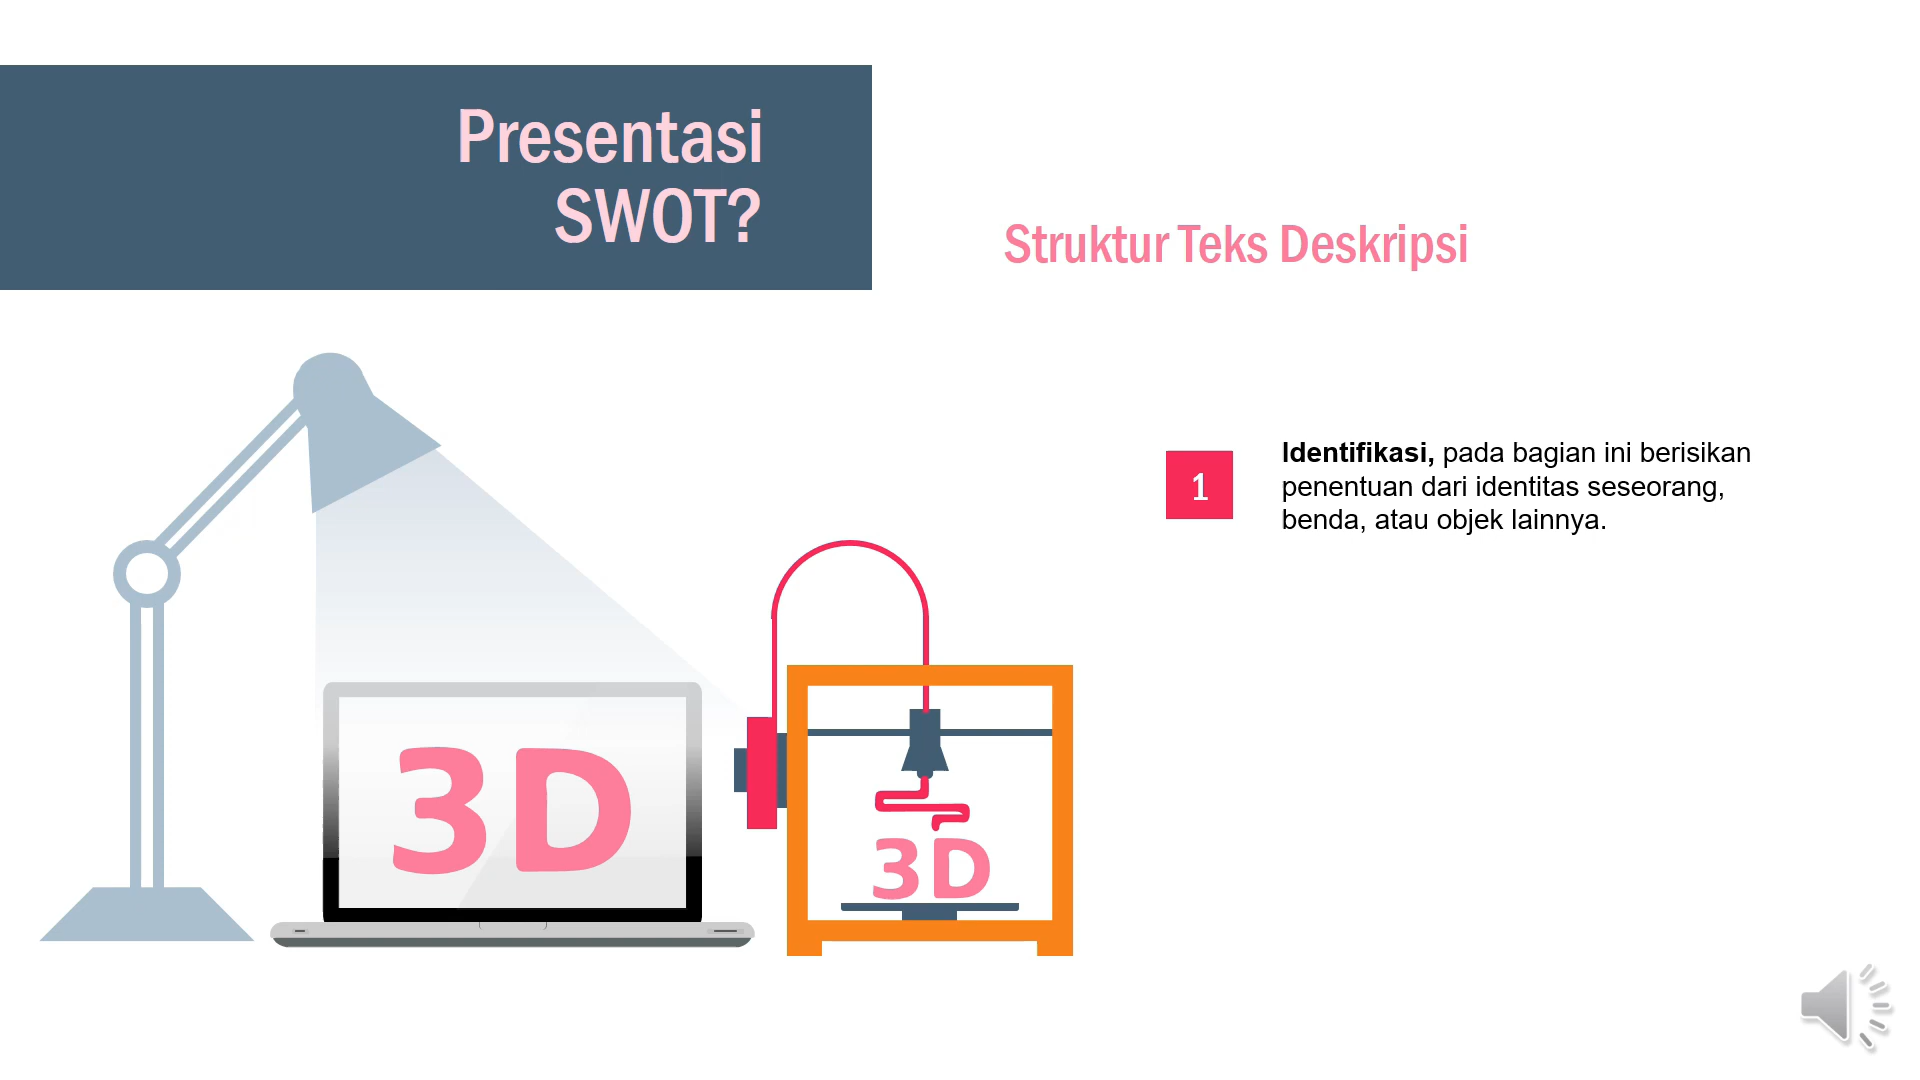 Presentasi
SWOT?
Struktur Teks Deskripsi
1
Identifikasi, pada bagian ini berisikan
penentuan dari identitas seseorang,
benda, atau objek lainnya.
3D
3D